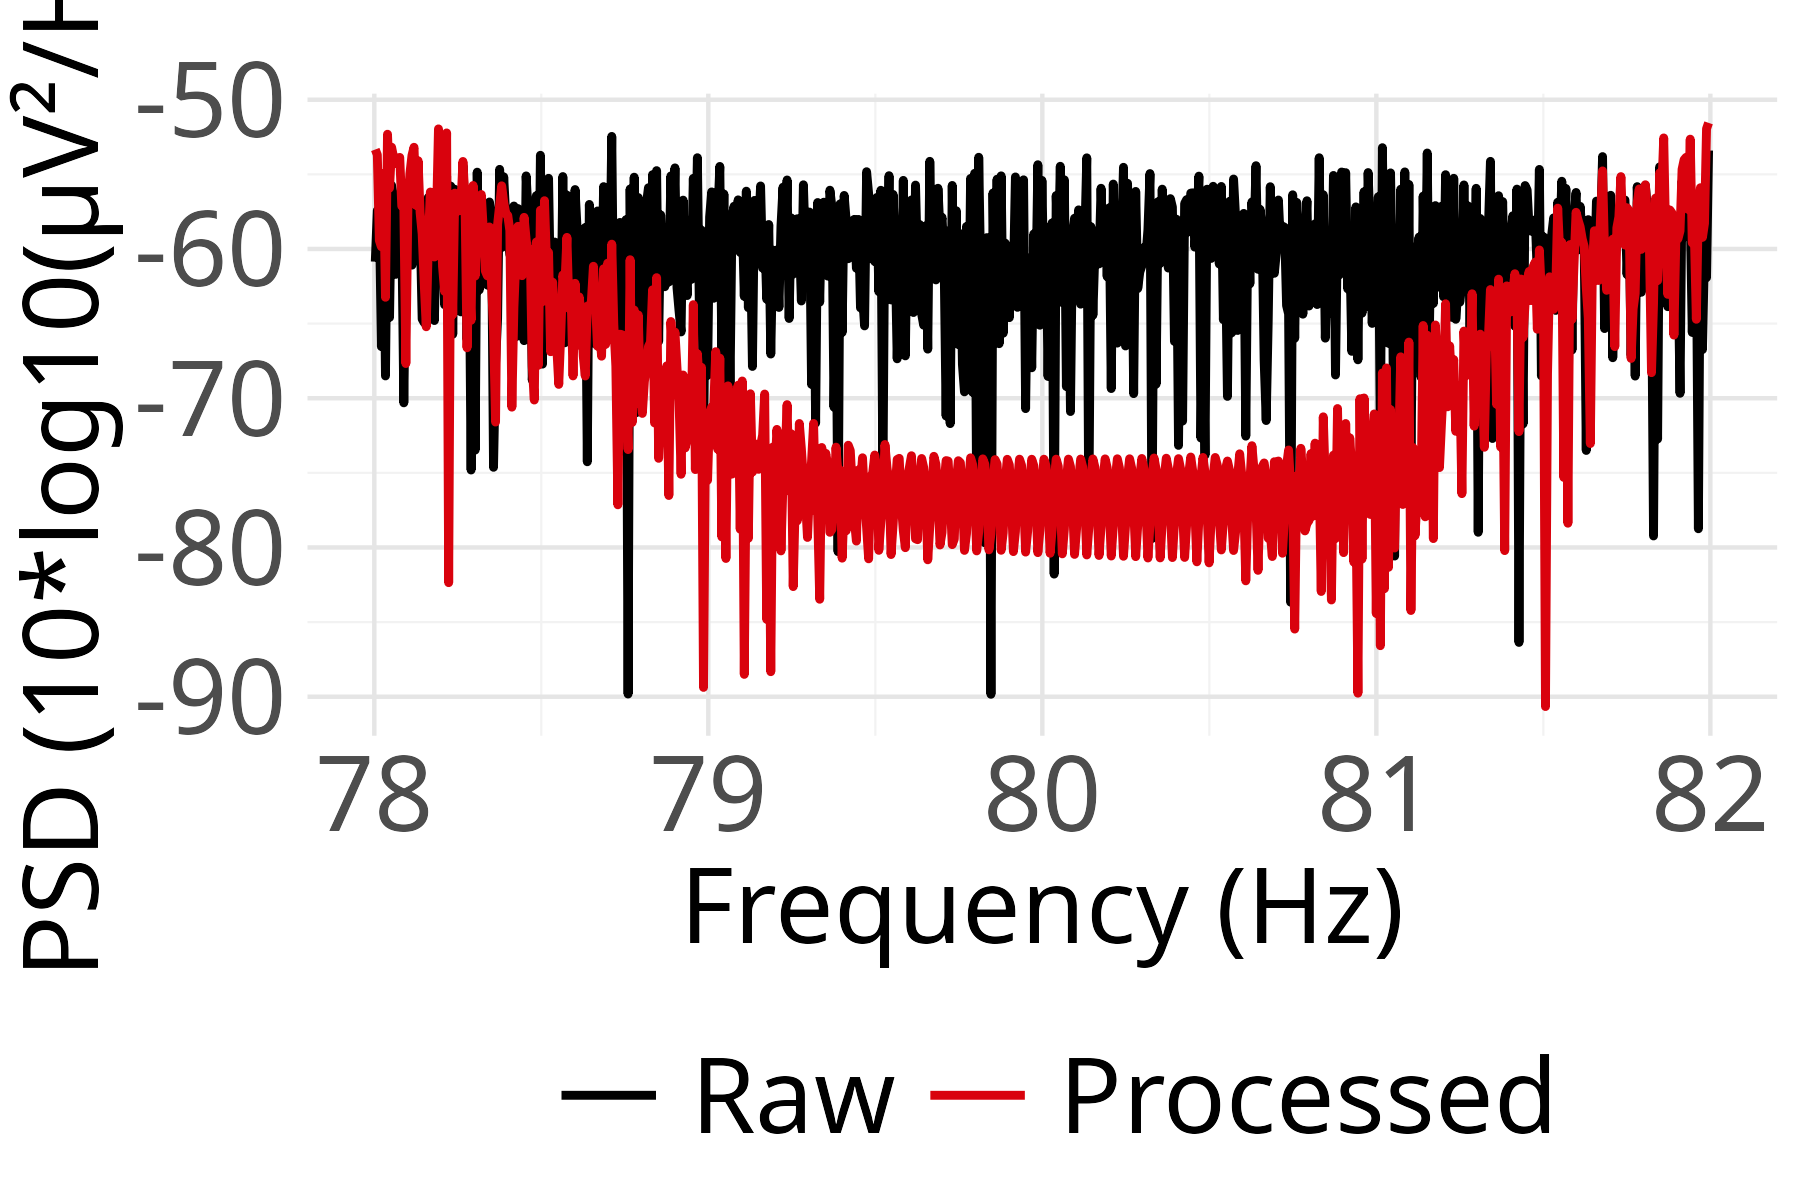 PSD (10*log10(µV²/H
-50
-60
-70
-80
-90
78 79 80 81 82
Frequency (Hz)
Raw Processed